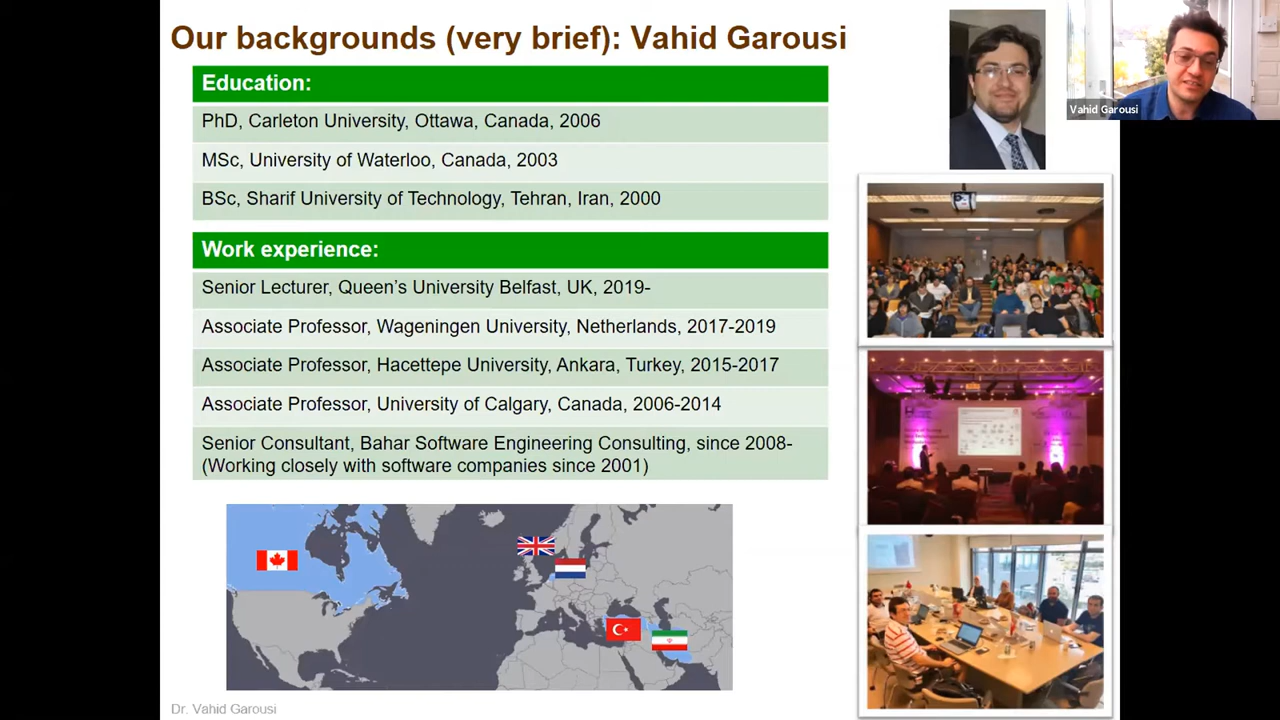 Our backgrounds (very brief): Vahid Garousi
Vahid Garousi
Education:
PhD, Carleton University, Ottawa, Canada, 2006
MSc, University of Waterloo, Canada, 2003
BSc, Sharif University of Technology, Tehran, Iran, 2000
Work experience:
Senior Lecturer, Queen’s University Belfast, UK, 2019-
Associate Professor, Wageningen University, Netherlands, 2017-2019
Associate Professor, Hacettepe University, Ankara, Turkey, 2015-2017
Associate Professor, University of Calgary, Canada, 2006-2014
Senior Consultant, Bahar Software Engineering Consulting, since 2008-
(Working closely with software companies since 2001)
Dr. Vahid Garousi